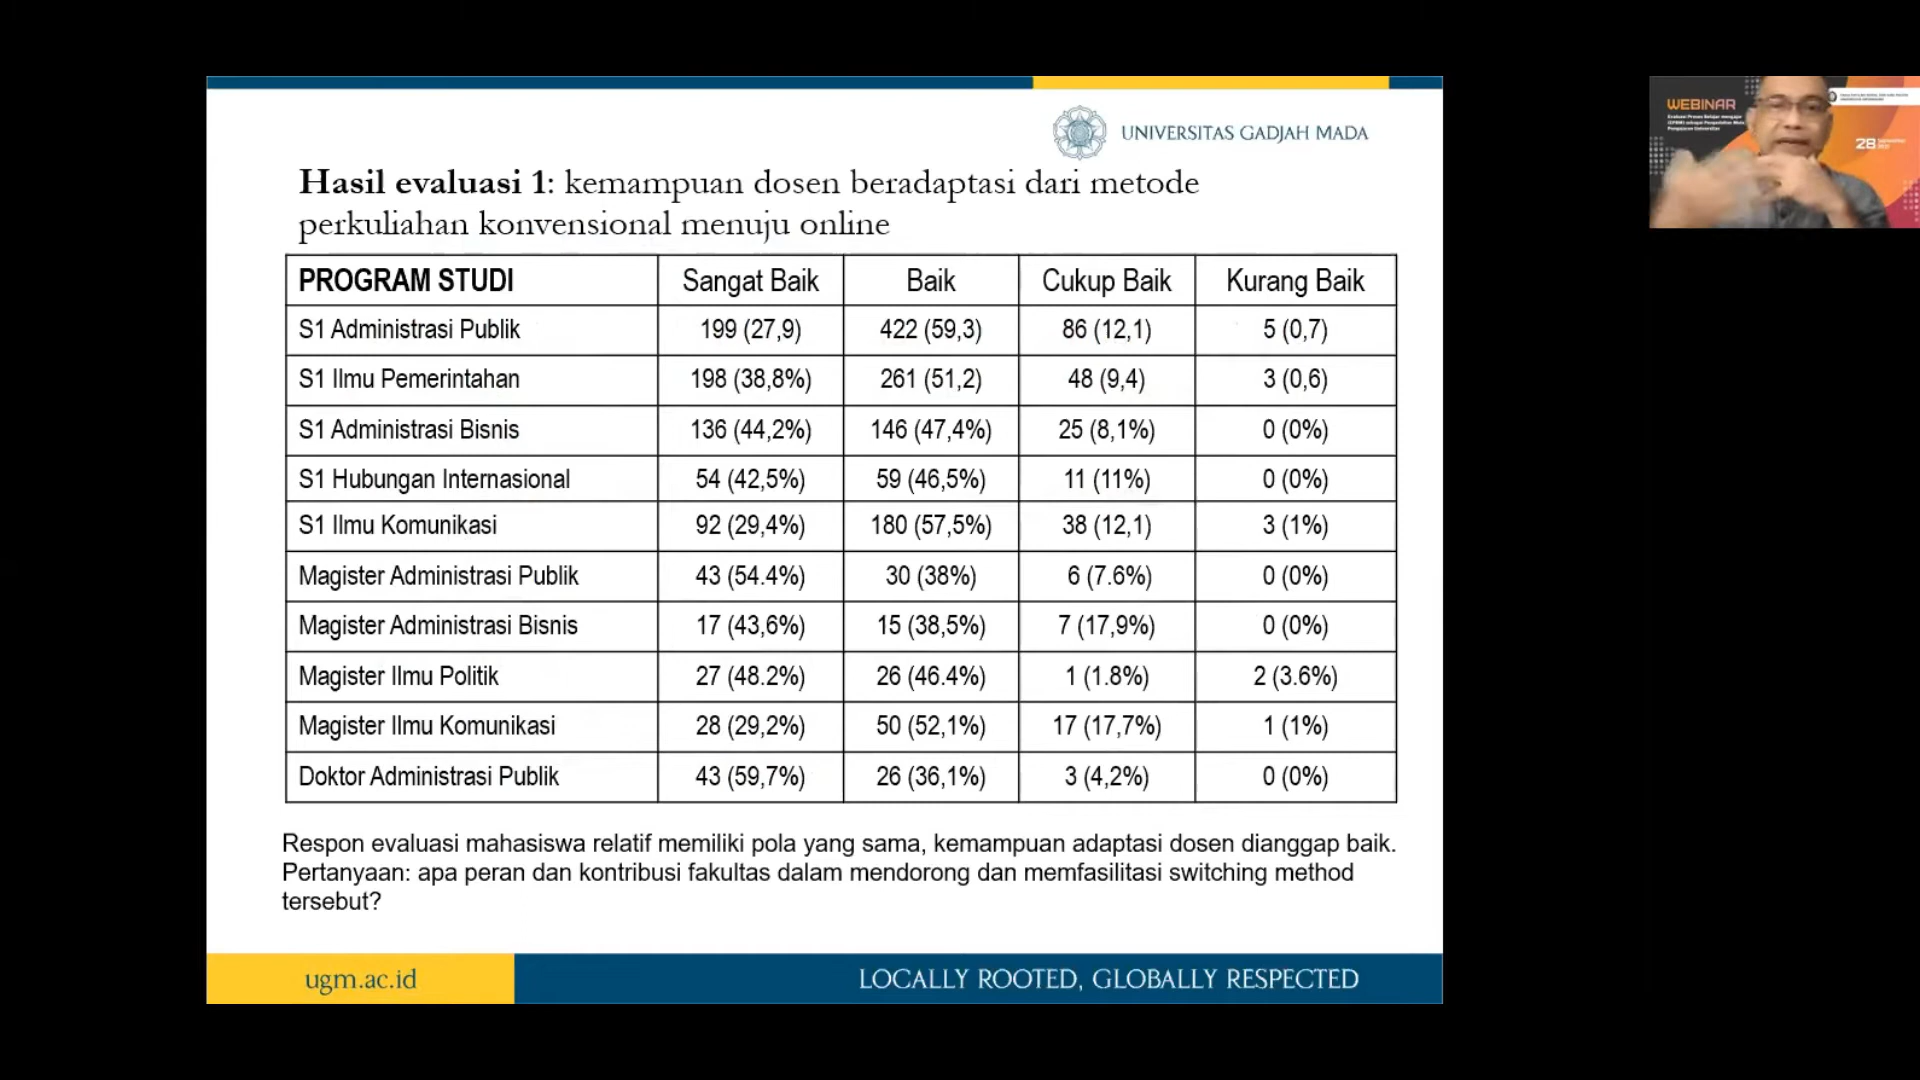 UNIVERSITAS GADJAH MADA
Hasil evaluasi 1: kemampuan dosen beradaptasi dari metode
perkuliahan konvensional menuju online
PROGRAM STUDI Sangat Baik Baik Cukup Baik Kurang Baik
S1 Administrasi Publik 199 (27,9) 422 (59,3) 86 (12,1) 5 (0,7)
S1 Ilmu Pemerintahan 198 (38,8%) 261 (51,2) 48 (9,4) 3 (0,6)
S1 Administrasi Bisnis 136 (44,2%) 146 (47,4%) 25 (8,1%) 0 (0%)
S1 Hubungan Internasional 54 (42,5%) 59 (46,5%) 11 (11%) 0 (0%)
S1 Ilmu Komunikasi 92 (29,4%) 180 (57,5%) 38 (12,1) 3 (1%)
Magister Administrasi Publik 43 (54.4%) 30 (38%) 6 (7.6%) 0 (0%)
Magister Administrasi Bisnis 17 (43,6%) 15 (38,5%) 7 (17,9%) 0 (0%)
Magister Ilmu Politik 27 (48.2%) 26 (46.4%) 1 (1.8%) 2 (3.6%)
Magister Ilmu Komunikasi 28 (29,2%) 50 (52,1%) 17 (17,7%) 1 (1%)
Doktor Administrasi Publik 43 (59,7%) 26 (36,1%) 3 (4,2%) 0 (0%)
Respon evaluasi mahasiswa relatif memiliki pola yang sama, kemampuan adaptasi dosen dianggap baik.
Pertanyaan: apa peran dan kontribusi fakultas dalam mendorong dan memfasilitasi switching method
tersebut?
ugm.ac.id
LOCALLY ROOTED, GLOBALLY RESPECTED
WEBINAR
28